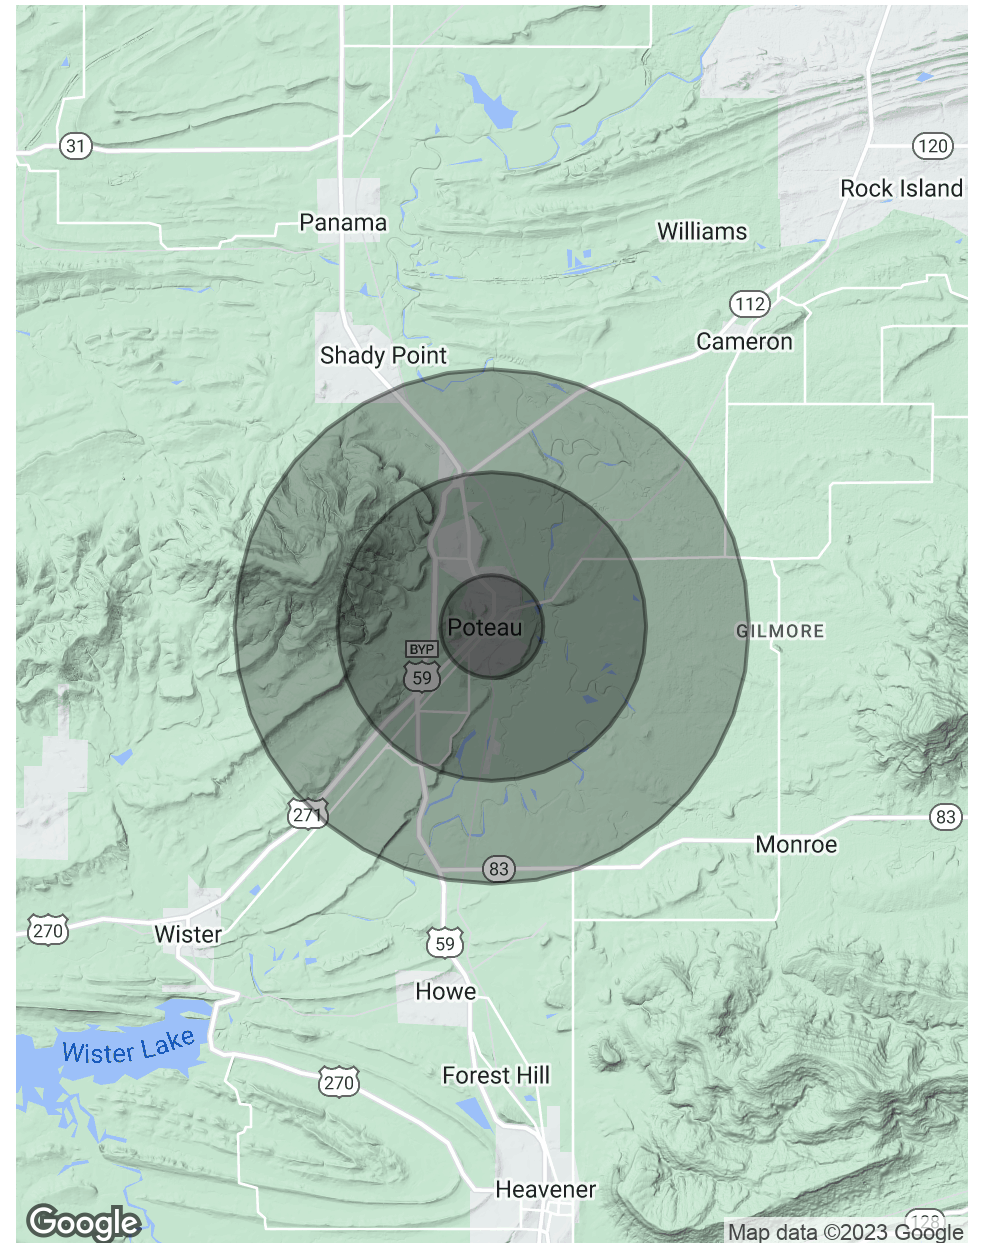 31
120
Rock Island
Panama
Williams
112
Cameron
Shady Point
Poteau
GILMORE
BYP
59
271
83
83
Monroe
270
Wister
59
Howe
Wister Lake
Forest Hill
270
Heavener
128
Google
Map data ©2023 Google